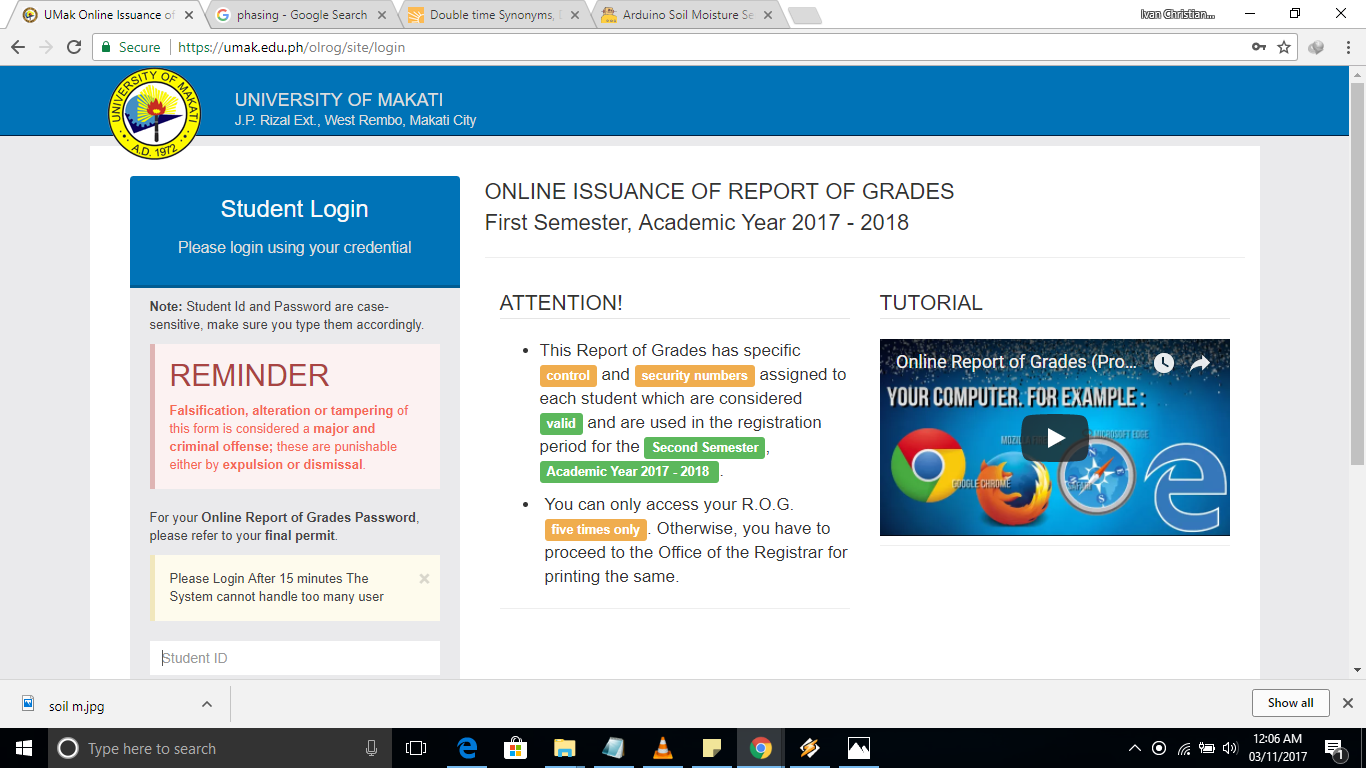 UMak Online Issuance of
phasing - Google Search
Double time Synonyms, D
Arduino Soil Moisture Se
Ivan Christian...
Secure
https://umak.edu.ph/olrog/site/login
UNIVERSITY OF MAKATI
A.D. 1972
UNIVERSITY OF MAKATI
J.P. Rizal Ext., West Rembo, Makati City
Student Login
Please login using your credential
Note: Student Id and Password are case-
sensitive, make sure you type them accordingly.
REMINDER
Falsification, alteration or tampering of
this form is considered a major and
criminal offense; these are punishable
either by expulsion or dismissal.
For your Online Report of Grades Password,
please refer to your final permit.
Please Login After 15 minutes The
System cannot handle too many user
×
Student ID
ONLINE ISSUANCE OF REPORT OF GRADES
First Semester, Academic Year 2017 - 2018
ATTENTION!
• This Report of Grades has specific
control and security numbers assigned to
each student which are considered
valid and are used in the registration
period for the Second Semester,
Academic Year 2017 - 2018.
• You can only access your R.O.G.
five times only. Otherwise, you have to
proceed to the Office of the Registrar for
printing the same.
TUTORIAL
Online Report of Grades (Pro...
YOUR COMPUTER. FOR EXAMPLE :
MICROSOFT EDGE
GOOGLE CHROME
SAFARI
soil m.jpg
Show all
Type here to search
12:06 AM
03/11/2017
1